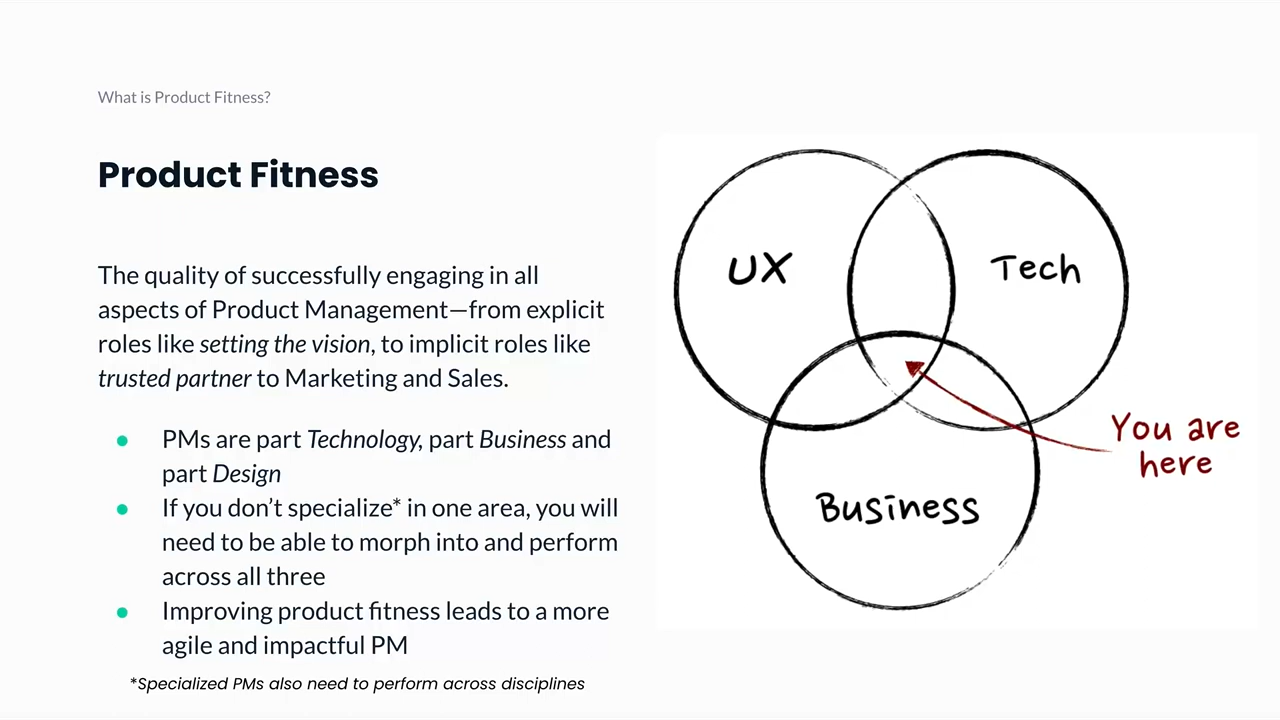 What is Product Fitness?
Product Fitness
The quality of successfully engaging in all
aspects of Product Management—from explicit
roles like setting the vision, to implicit roles like
trusted partner to Marketing and Sales.
● PMs are part Technology, part Business and
part Design
● If you don’t specialize* in one area, you will
need to be able to morph into and perform
across all three
● Improving product fitness leads to a more
agile and impactful PM
*Specialized PMs also need to perform across disciplines
UX
Tech
You are
here
Business